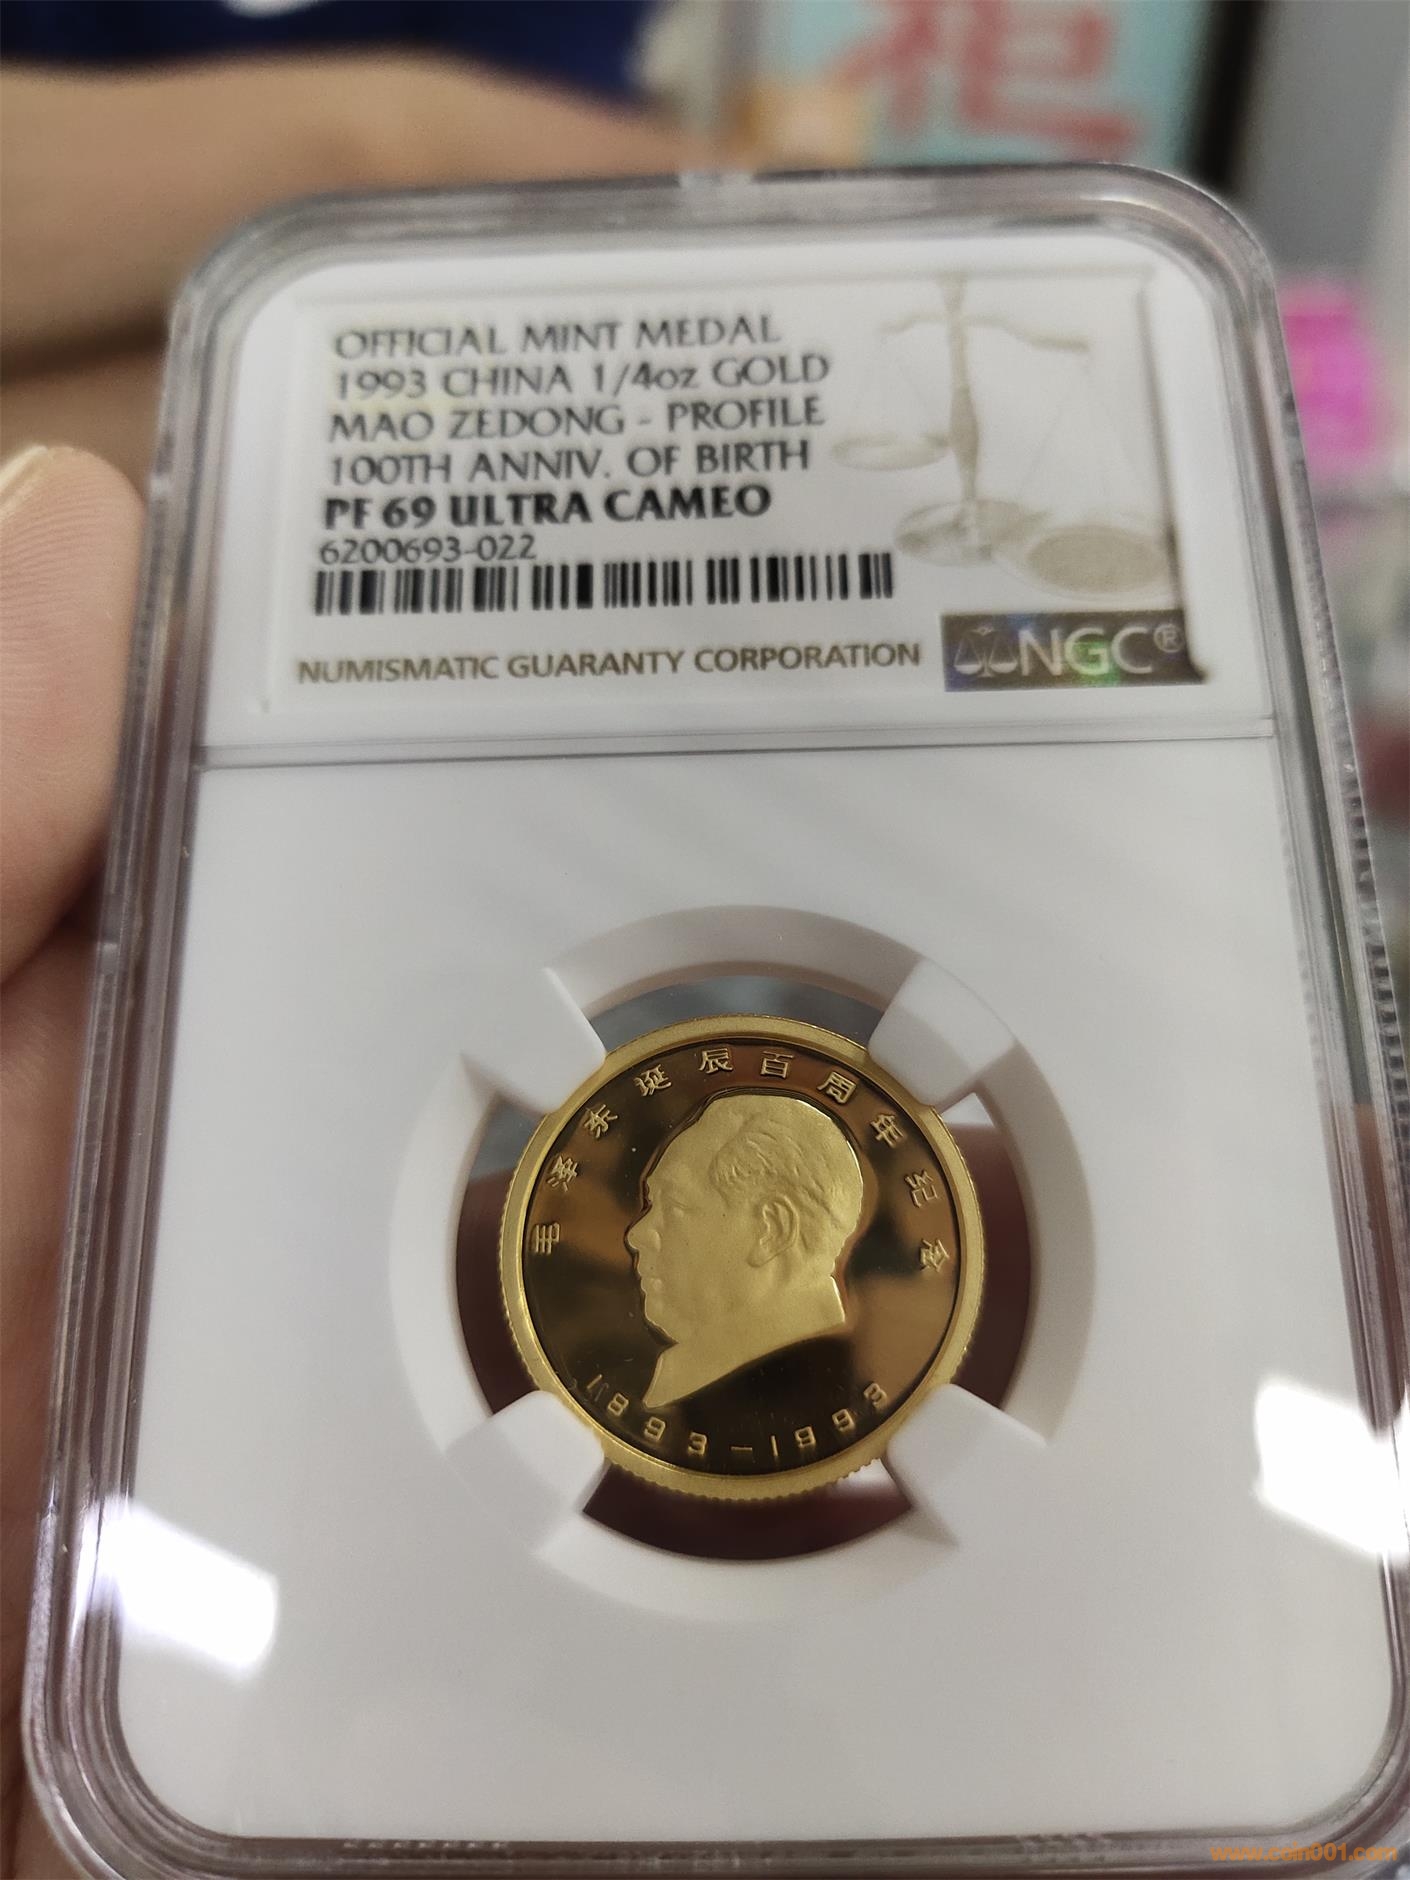 OFFICIAL MINT MEDAL
1993 CHINA 1/4oz GOLD
MAO ZEDONG - PROFILE
100TH ANNIV. OF BIRTH
PF 69 ULTRA CAMEO
6200693-022
NUMISMATIC GUARANTY CORPORATION
NGC®
毛泽东诞辰百周年纪念
1893-1993
www.coin001.com